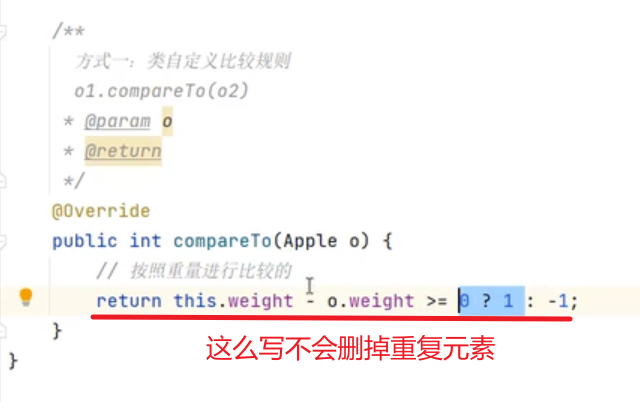 /**
方式一：类自定义比较规则
o1.compareTo(o2)
* @param o
* @return
*/
@Override
public int compareTo(Apple o) {
// 按照重量进行比较的
return this.weight - o.weight >= 0 ? 1 : -1;
}
}
这么写不会删掉重复元素